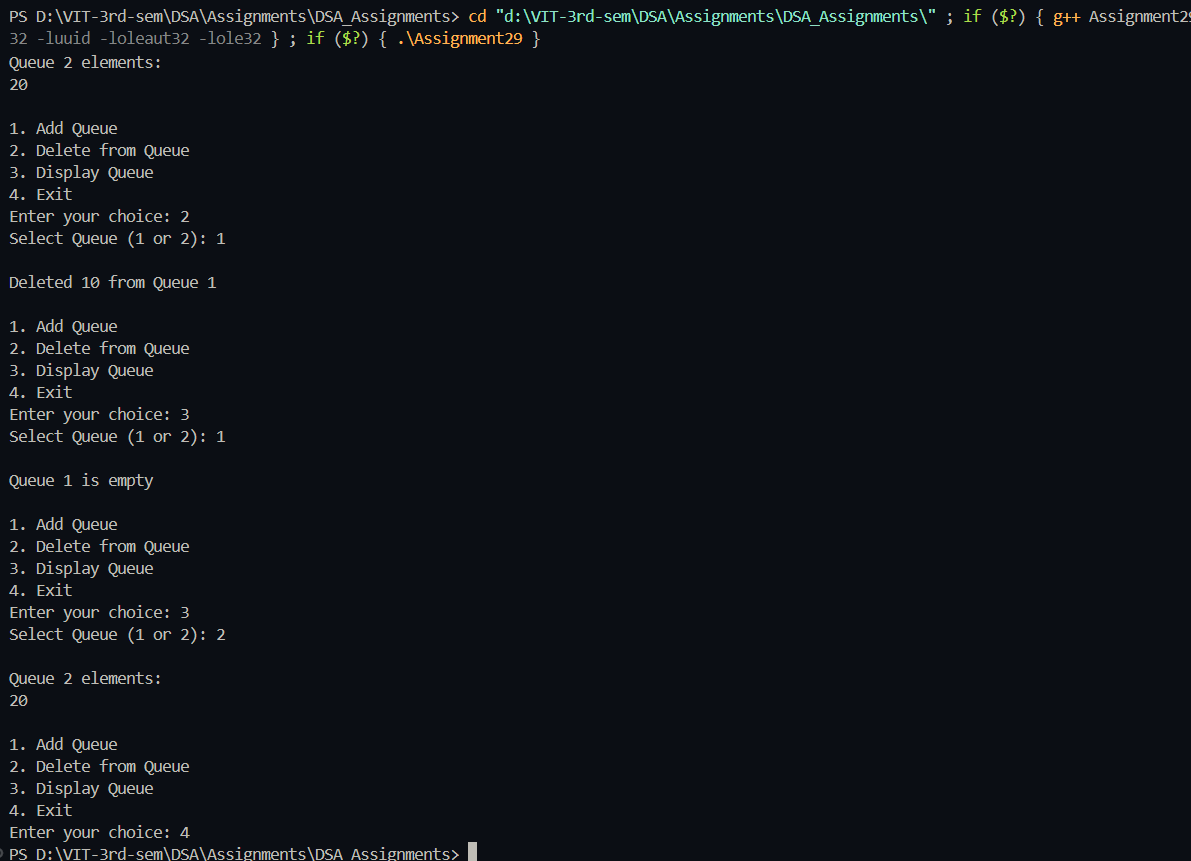 PS D:\VIT-3rd-sem\DSA\Assignments\DSA_Assignments> cd "d:\VIT-3rd-sem\DSA\Assignments\DSA_Assignments\" ; if ($?) { g++ Assignment29
32 -luuid -loleaut32 -lole32 } ; if ($?) { .\Assignment29 }
Queue 2 elements:
20
1. Add Queue
2. Delete from Queue
3. Display Queue
4. Exit
Enter your choice: 2
Select Queue (1 or 2): 1
Deleted 10 from Queue 1
1. Add Queue
2. Delete from Queue
3. Display Queue
4. Exit
Enter your choice: 3
Select Queue (1 or 2): 1
Queue 1 is empty
1. Add Queue
2. Delete from Queue
3. Display Queue
4. Exit
Enter your choice: 3
Select Queue (1 or 2): 2
Queue 2 elements:
20
1. Add Queue
2. Delete from Queue
3. Display Queue
4. Exit
Enter your choice: 4
PS D:\VIT-3rd-sem\DSA\Assignments\DSA_Assignments>